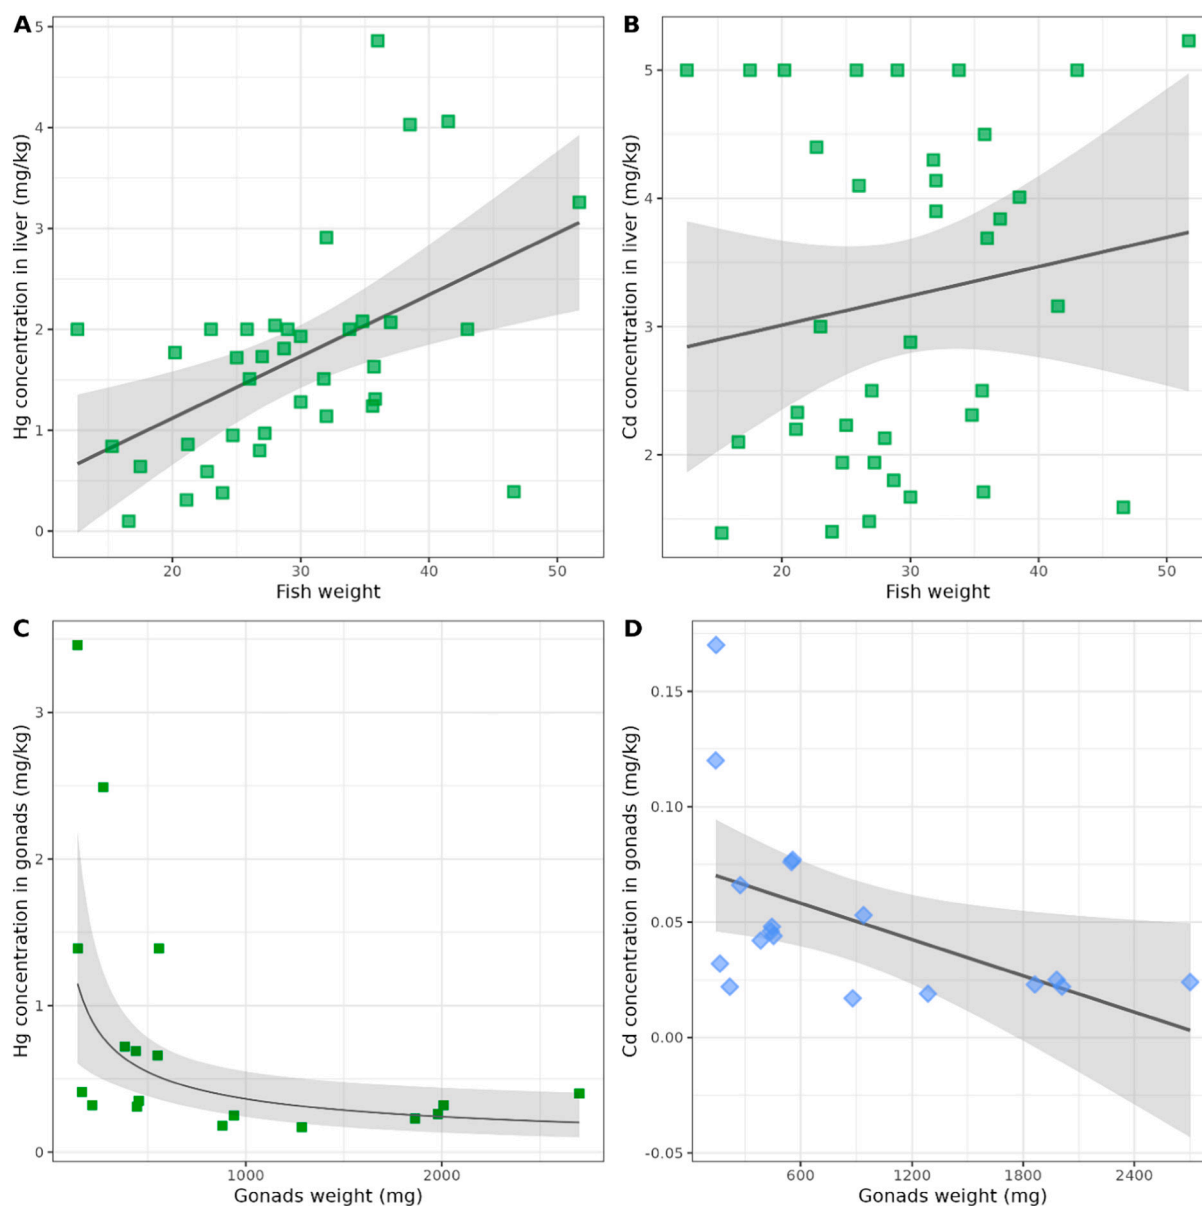 A
Hg concentration in liver (mg/kg)
5
4
3
2
1
0
20 30 40 50
Fish weight
B
Cd concentration in liver (mg/kg)
5
4
3
2
20 30 40 50
Fish weight
C
Hg concentration in gonads (mg/kg)
3
2
1
0
1000 2000
Gonads weight (mg)
D
Cd concentration in gonads (mg/kg)
0.15
0.10
0.05
0.00
-0.05
600 1200 1800 2400
Gonads weight (mg)